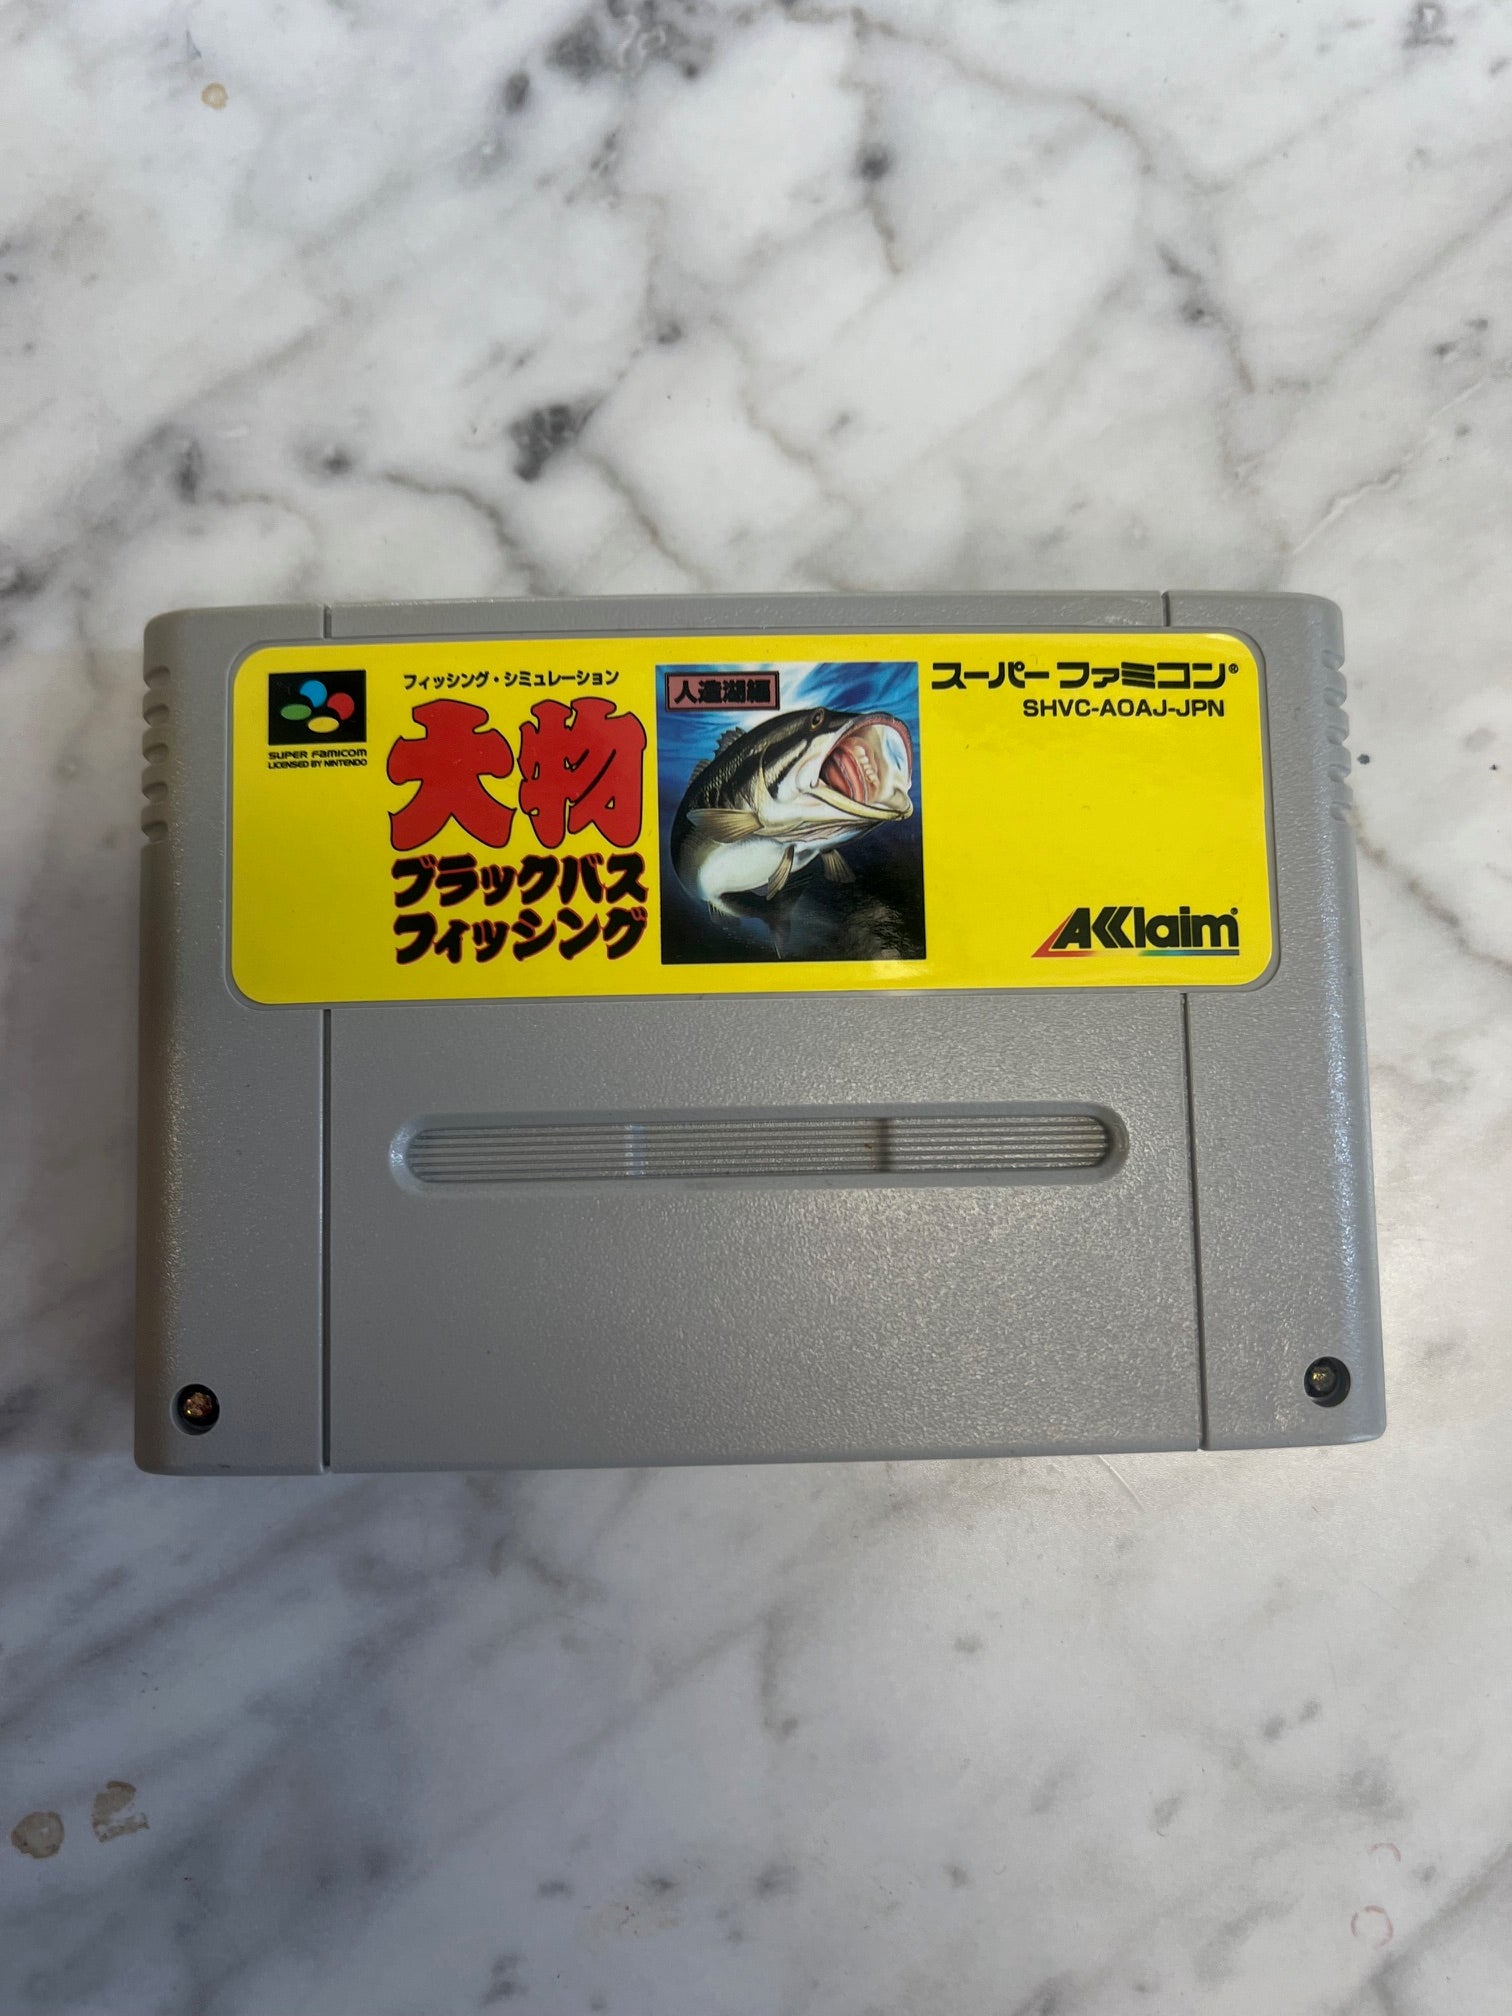 SUPER FAMICOM
LICENSED BY NINTENDO
フィッシング・シミュレーション
大物
ブラックバス
フィッシング
人造湖編
スーパーファミコン®
SHVC-AOAJ-JPN
AKKlaim®